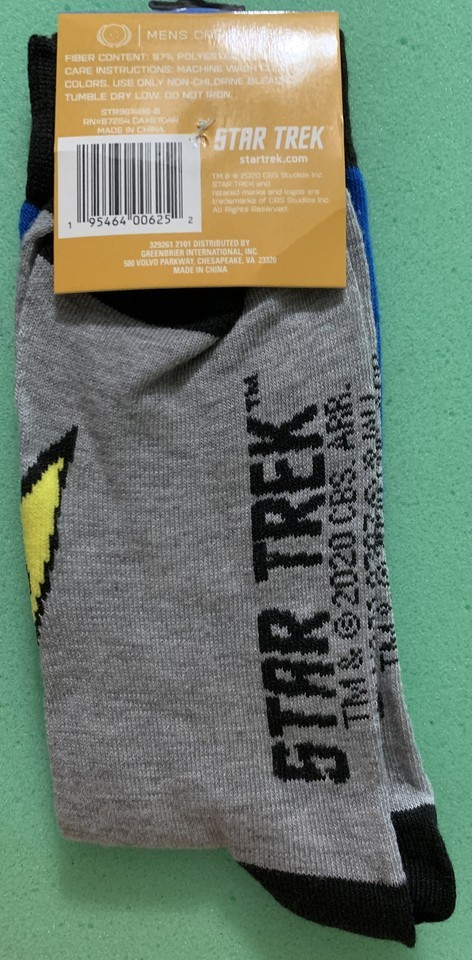 MENS
FIBER CONTENT: 97% POLYEST
CARE INSTRUCTIONS: MACHINE WASH
COLORS. USE ONLY NON-CHLORINE BLEACH
TUMBLE DRY LOW. DO NOT IRON.
MADE IN CHINA
1 95464 00625 2
STAR TREK
startrek.com
TM & © 2020 CBS Studios Inc.
STAR TREK and
related marks and logos are
trademarks of CBS Studios Inc.
All Rights Reserved.
329261 2101 DISTRIBUTED BY
GREENBRIER INTERNATIONAL, INC.
500 VOLVO PARKWAY, CHESAPEAKE, VA 23320
MADE IN CHINA
STAR TREK™
TM & © 2020 CBS. ARR.